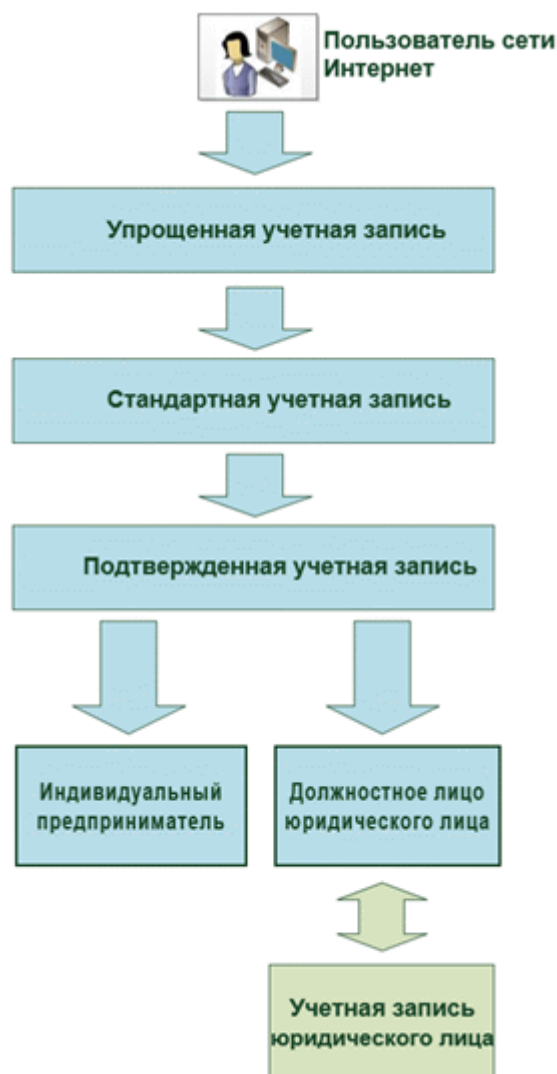 Пользователь сети
Интернет
Упрощенная учетная запись
Стандартная учетная запись
Подтвержденная учетная запись
Индивидуальный
предприниматель
Должностное лицо
юридического лица
Учетная запись
юридического лица